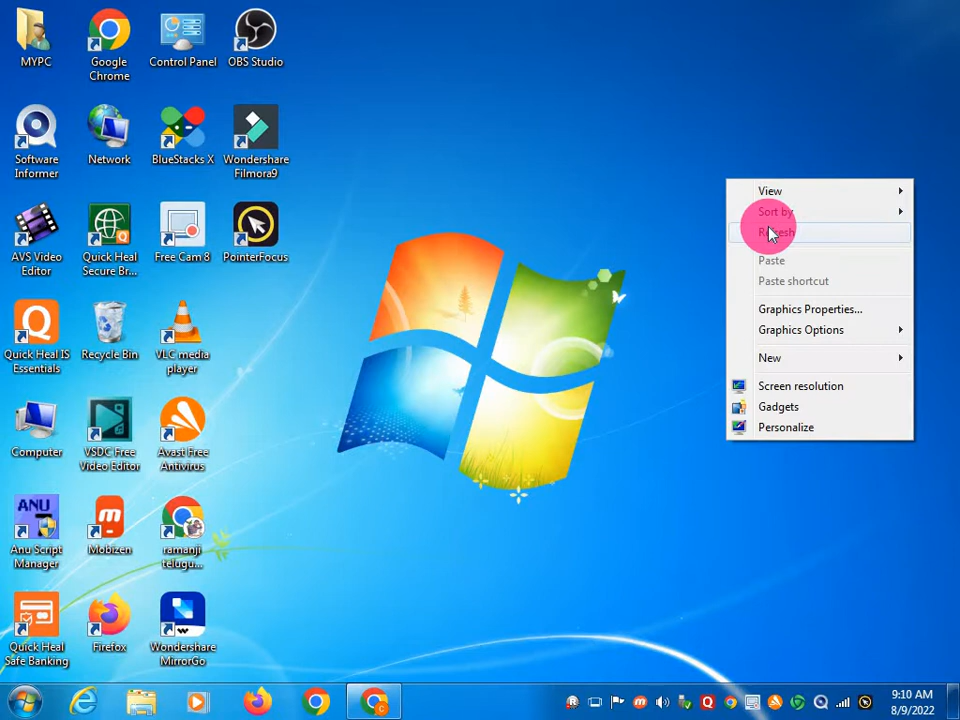 MYPC
Google
Chrome
Control Panel
OBS Studio
Software
Informer
Network
BlueStacks X
Wondershare
Filmora9
AVS Video
Editor
Quick Heal
Secure Br...
Free Cam 8
PointerFocus
Quick Heal IS
Essentials
Recycle Bin
VLC media
player
Computer
VSDC Free
Video Editor
Avast Free
Antivirus
ANU
Anu Script
Manager
Mobizen
ramanji
telugu...
Quick Heal
Safe Banking
Firefox
Wondershare
MirrorGo
View
Sort by
Refresh
Paste
Paste shortcut
Graphics Properties...
Graphics Options
New
Screen resolution
Gadgets
Personalize
9:10 AM
8/9/2022